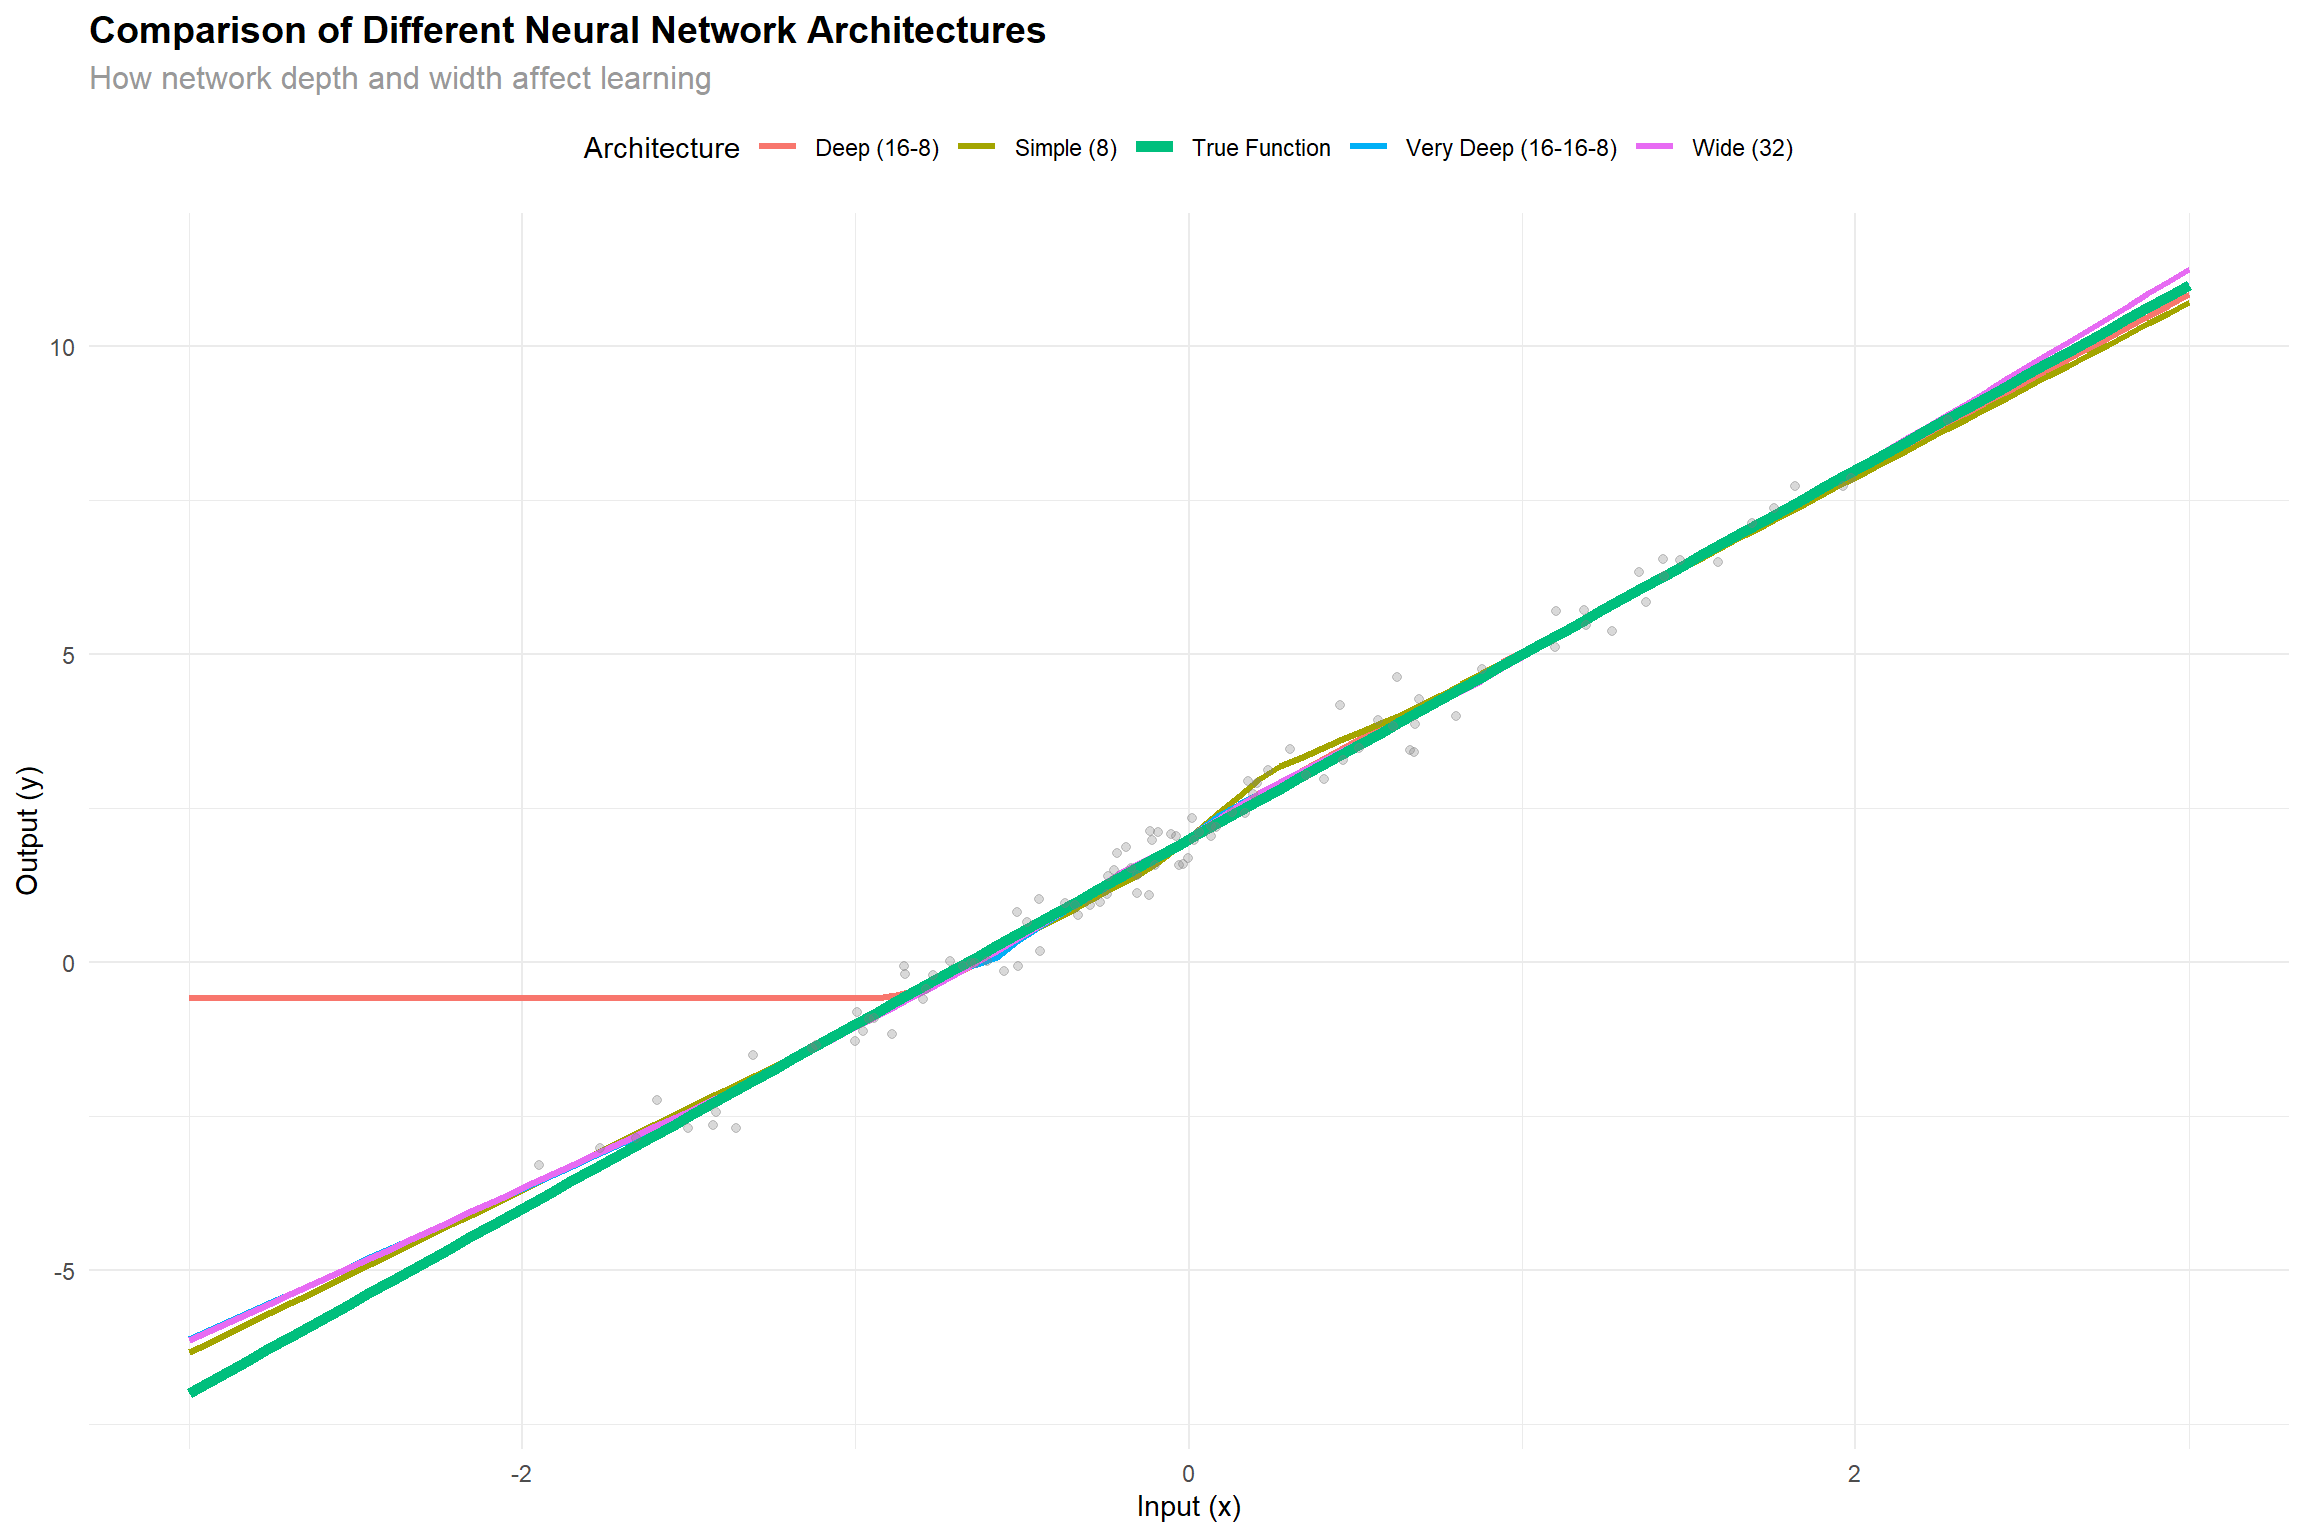 Comparison of Different Neural Network Architectures
How network depth and width affect learning
Architecture Deep (16-8) Simple (8) True Function Very Deep (16-16-8) Wide (32)
10
5
0
-5
Output (y)
-2 0 2
Input (x)